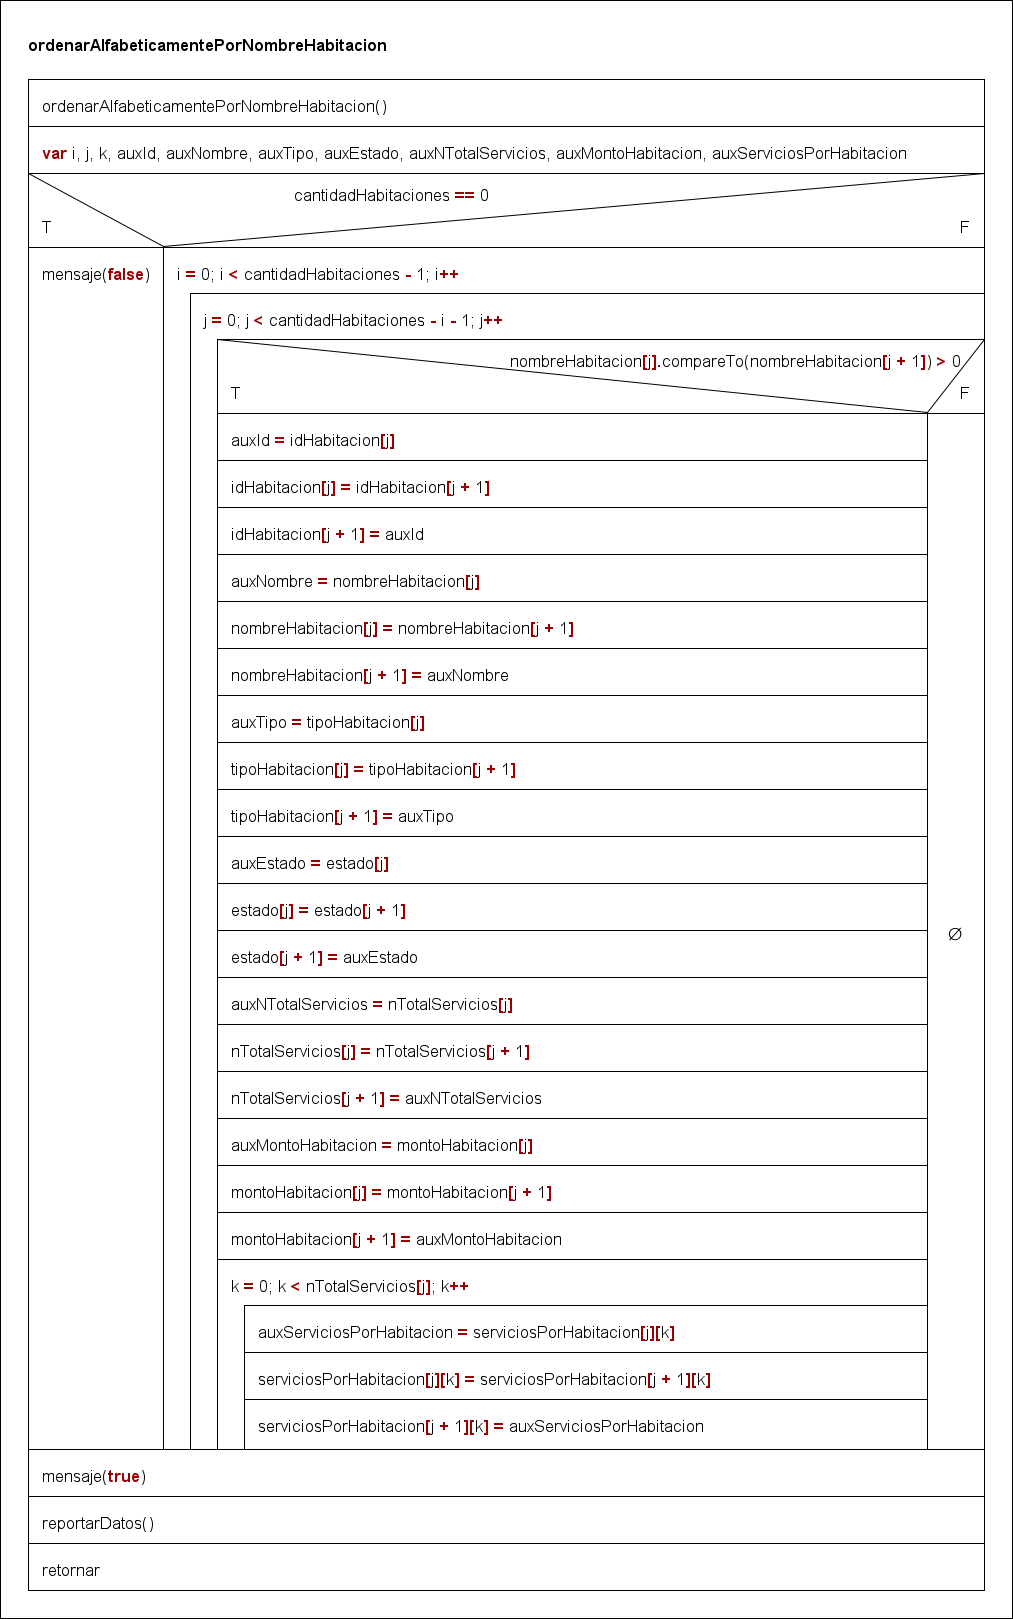 ordenarAlfabeticamentePorNombreHabitacion
ordenarAlfabeticamentePorNombreHabitacion()
var i, j, k, auxId, auxNombre, auxTipo, auxEstado, auxNTotalServicios, auxMontoHabitacion, auxServiciosPorHabitacion
cantidadHabitaciones == 0
T F
mensaje(false) i = 0; i < cantidadHabitaciones - 1; i++
j = 0; j < cantidadHabitaciones - i - 1; j++
nombreHabitacion[j].compareTo(nombreHabitacion[j + 1]) > 0
T F
auxId = idHabitacion[j]
idHabitacion[j] = idHabitacion[j + 1]
idHabitacion[j + 1] = auxId
auxNombre = nombreHabitacion[j]
nombreHabitacion[j] = nombreHabitacion[j + 1]
nombreHabitacion[j + 1] = auxNombre
auxTipo = tipoHabitacion[j]
tipoHabitacion[j] = tipoHabitacion[j + 1]
tipoHabitacion[j + 1] = auxTipo
auxEstado = estado[j]
estado[j] = estado[j + 1]
∅
estado[j + 1] = auxEstado
auxNTotalServicios = nTotalServicios[j]
nTotalServicios[j] = nTotalServicios[j + 1]
nTotalServicios[j + 1] = auxNTotalServicios
auxMontoHabitacion = montoHabitacion[j]
montoHabitacion[j] = montoHabitacion[j + 1]
montoHabitacion[j + 1] = auxMontoHabitacion
k = 0; k < nTotalServicios[j]; k++
auxServiciosPorHabitacion = serviciosPorHabitacion[j][k]
serviciosPorHabitacion[j][k] = serviciosPorHabitacion[j + 1][k]
serviciosPorHabitacion[j + 1][k] = auxServiciosPorHabitacion
mensaje(true)
reportarDatos()
retornar